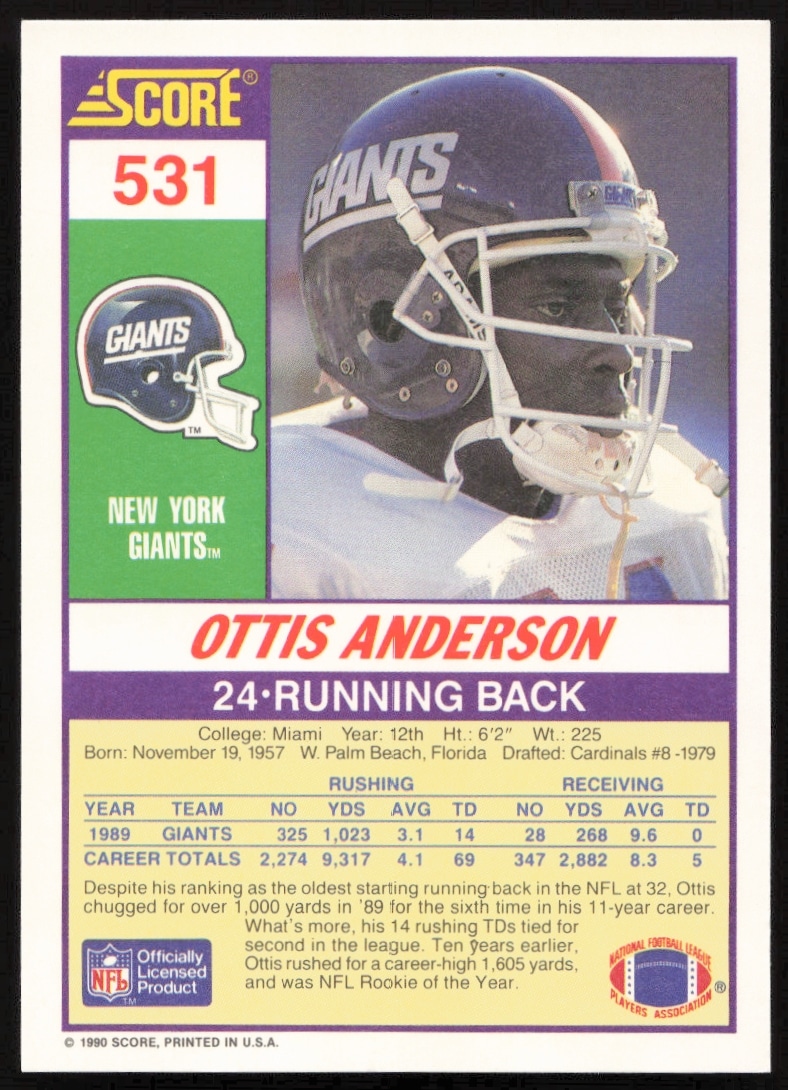 SCORE®
531
GIANTS
GIANTS
GIANTS
TM
NEW YORK
GIANTS™
OTTIS ANDERSON
24•RUNNING BACK
College: Miami Year: 12th Ht.: 6'2" Wt.: 225
Born: November 19, 1957 W. Palm Beach, Florida Drafted: Cardinals #8 -1979
RUSHING RECEIVING
YEAR TEAM NO YDS AVG TD NO YDS AVG TD
1989 GIANTS 325 1,023 3.1 14 28 268 9.6 0
CAREER TOTALS 2,274 9,317 4.1 69 347 2,882 8.3 5
Despite his ranking as the oldest starting running back in the NFL at 32, Ottis
chugged for over 1,000 yards in '89 for the sixth time in his 11-year career.
What's more, his 14 rushing TDs tied for
second in the league. Ten years earlier,
Ottis rushed for a career-high 1,605 yards,
and was NFL Rookie of the Year.
NFL
Officially
Licensed
Product
TM
NATIONAL FOOTBALL LEAGUE
PLAYERS ASSOCIATION
®
© 1990 SCORE, PRINTED IN U.S.A.